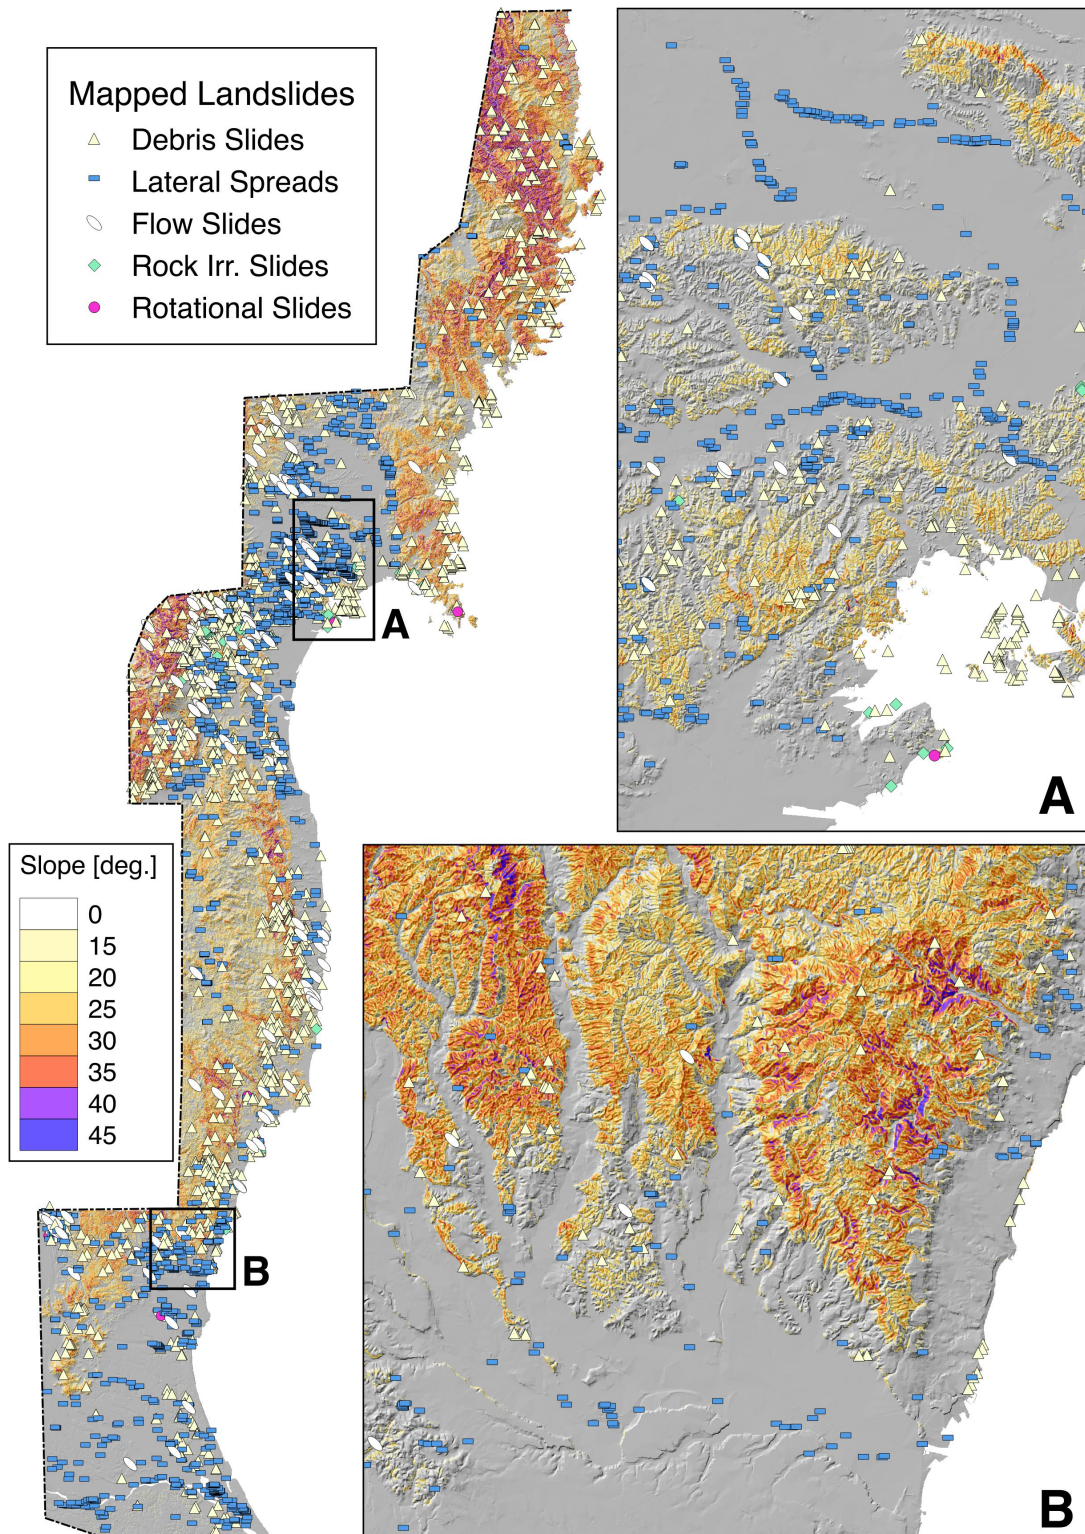 Mapped Landslides
Debris Slides
Lateral Spreads
Flow Slides
Rock Irr. Slides
Rotational Slides
A
A
Slope [deg.]
0
15
20
25
30
35
40
45
B
B